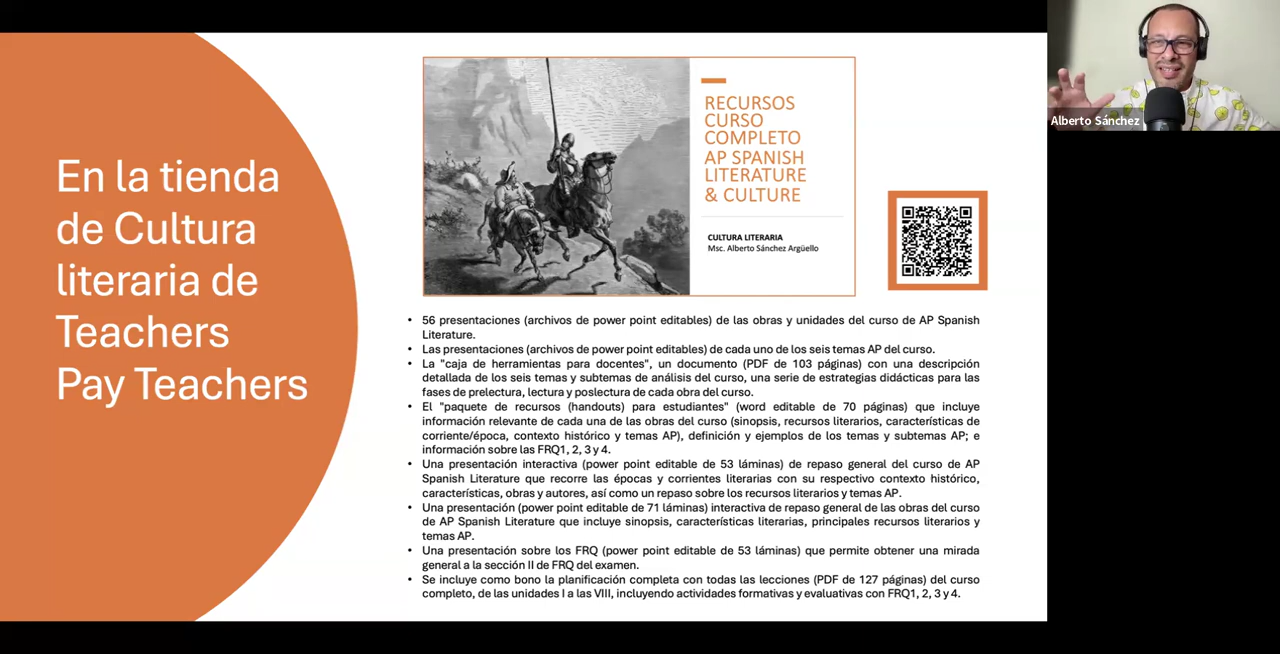 En la tienda
de Cultura
literaria de
Teachers
Pay Teachers
RECURSOS
CURSO
COMPLETO
AP SPANISH
LITERATURE
& CULTURE
CULTURA LITERARIA
Msc. Alberto Sánchez Argüello
Alberto Sánchez
• 56 presentaciones (archivos de power point editables) de las obras y unidades del curso de AP Spanish
Literature.
• Las presentaciones (archivos de power point editables) de cada uno de los seis temas AP del curso.
• La "caja de herramientas para docentes", un documento (PDF de 103 páginas) con una descripción
detallada de los seis temas y subtemas de análisis del curso, una serie de estrategias didácticas para las
fases de prelectura, lectura y poslectura de cada obra del curso.
• El "paquete de recursos (handouts) para estudiantes" (word editable de 70 páginas) que incluye
información relevante de cada una de las obras del curso (sinopsis, recursos literarios, características de
corriente/época, contexto histórico y temas AP), definición y ejemplos de los temas y subtemas AP; e
información sobre las FRQ1, 2, 3 y 4.
• Una presentación interactiva (power point editable de 53 láminas) de repaso general del curso de AP
Spanish Literature que recorre las épocas y corrientes literarias con su respectivo contexto histórico,
características, obras y autores, así como un repaso sobre los recursos literarios y temas AP.
• Una presentación (power point editable de 71 láminas) interactiva de repaso general de las obras del curso
de AP Spanish Literature que incluye sinopsis, características literarias, principales recursos literarios y
temas AP.
• Una presentación sobre los FRQ (power point editable de 53 láminas) que permite obtener una mirada
general a la sección II de FRQ del examen.
• Se incluye como bono la planificación completa con todas las lecciones (PDF de 127 páginas) del curso
completo, de las unidades I a las VIII, incluyendo actividades formativas y evaluativas con FRQ1, 2, 3 y 4.